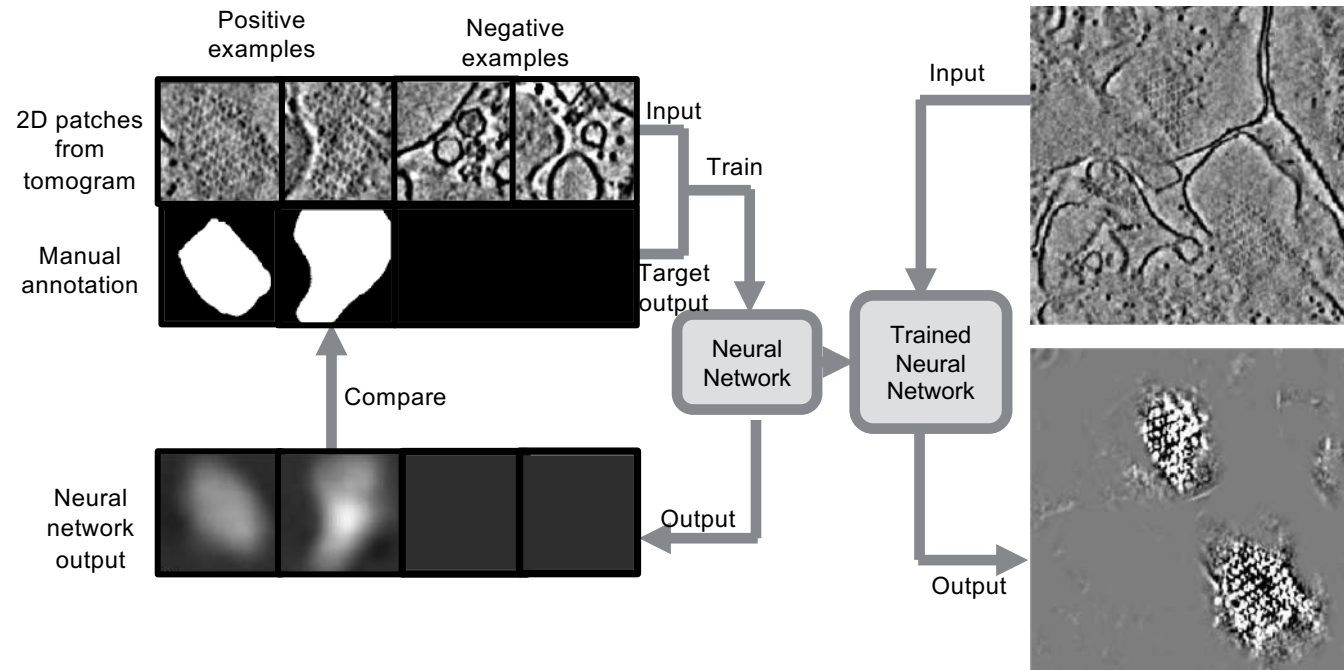 Positive
examples
Negative
examples
2D patches
from
tomogram
Input
Train
Input
Manual
annotation
Target
output
Neural
Network
Trained
Neural
Network
Compare
Neural
network
output
Output
Output